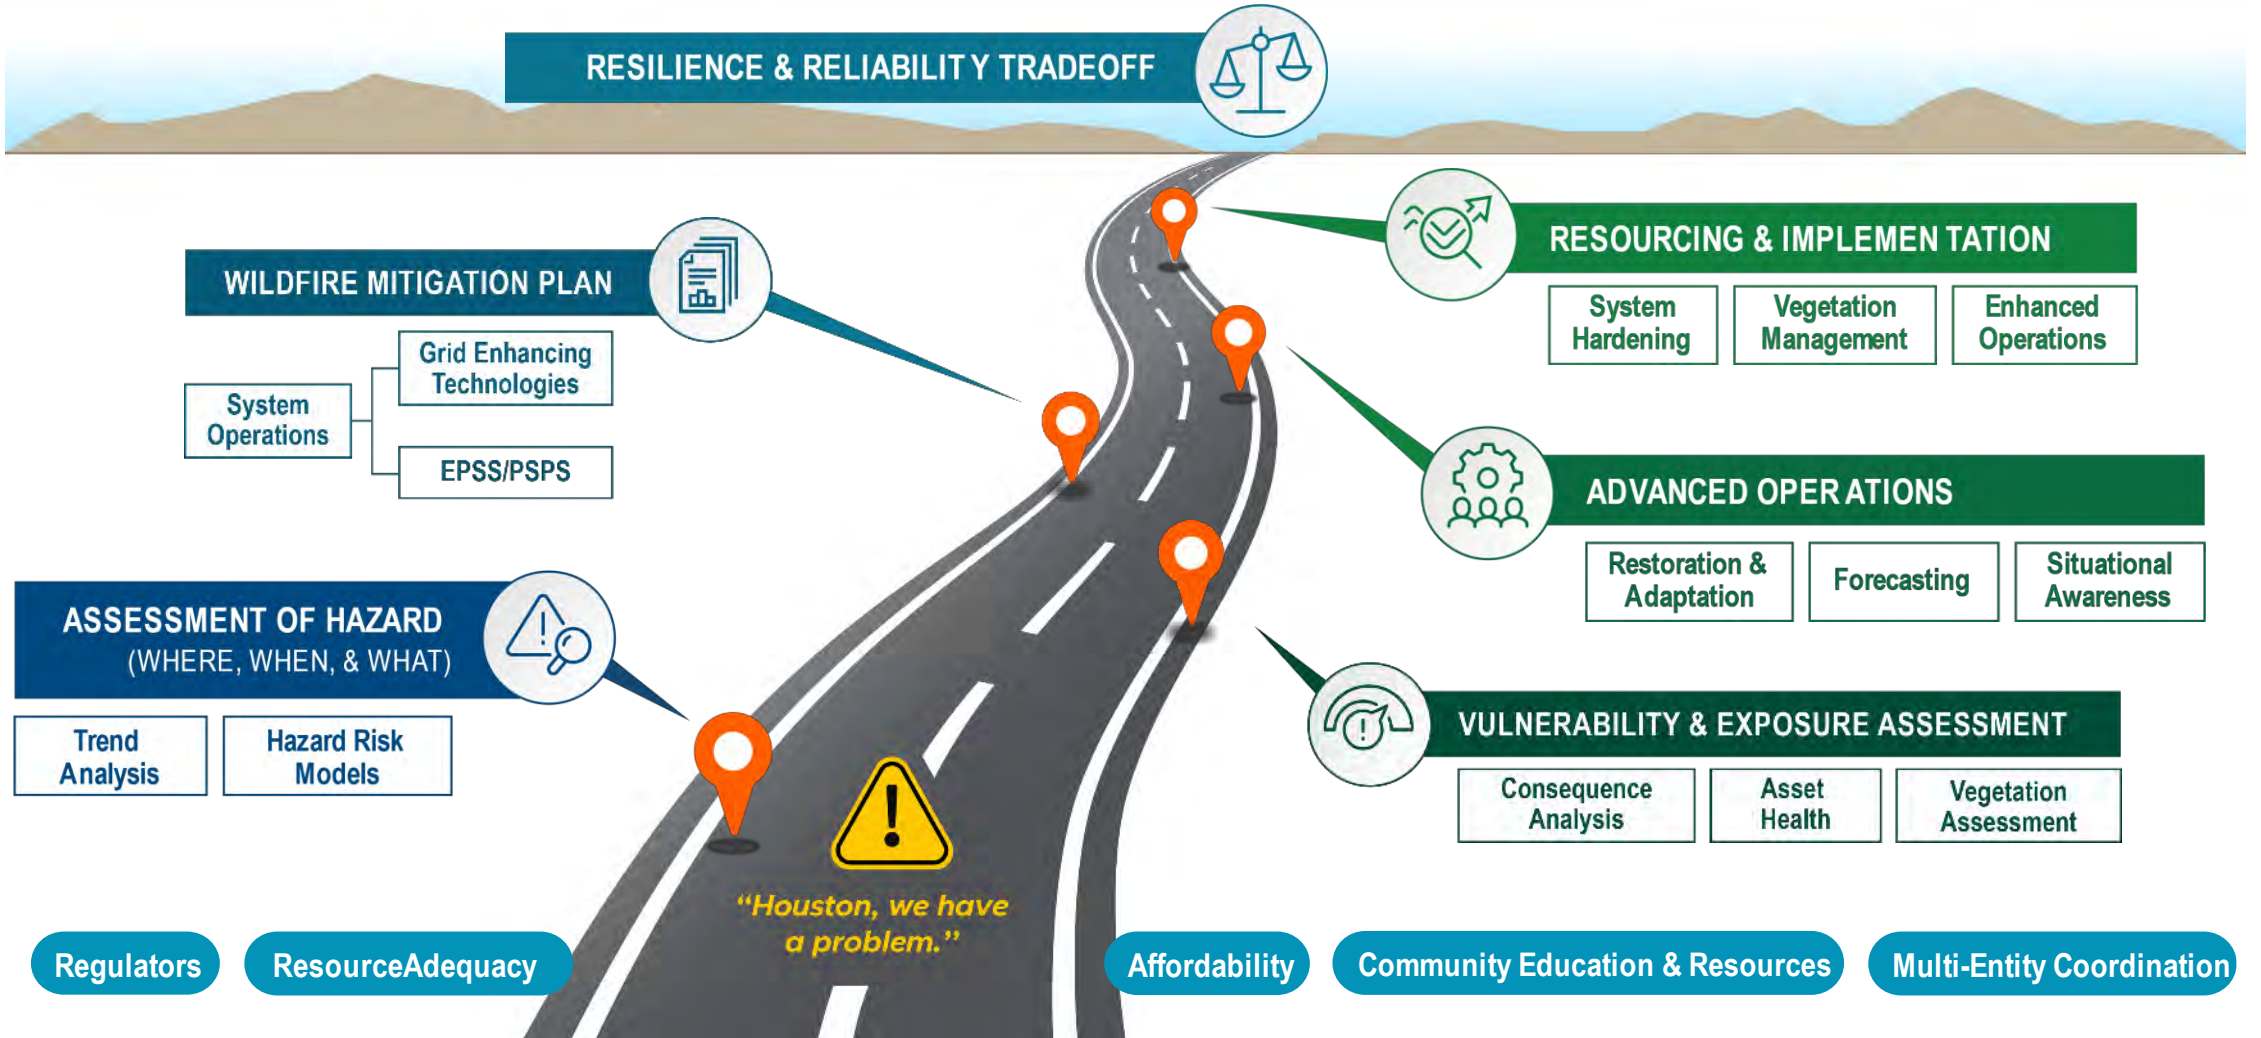 RESILIENCE & RELIABILITY TRADEOFF
WILDFIRE MITIGATION PLAN
Grid Enhancing
Technologies
System
Operations
EPSS/PSPS
RESOURCING & IMPLEMENTATION
System
Hardening
Vegetation
Management
Enhanced
Operations
ADVANCED OPERATIONS
Restoration &
Adaptation
Forecasting
Situational
Awareness
ASSESSMENT OF HAZARD
(WHERE, WHEN, & WHAT)
Trend
Analysis
Hazard Risk
Models
VULNERABILITY & EXPOSURE ASSESSMENT
Consequence
Analysis
Asset
Health
Vegetation
Assessment
“Houston, we have
a problem.”
Regulators
ResourceAdequacy
Affordability
Community Education & Resources
Multi-Entity Coordination